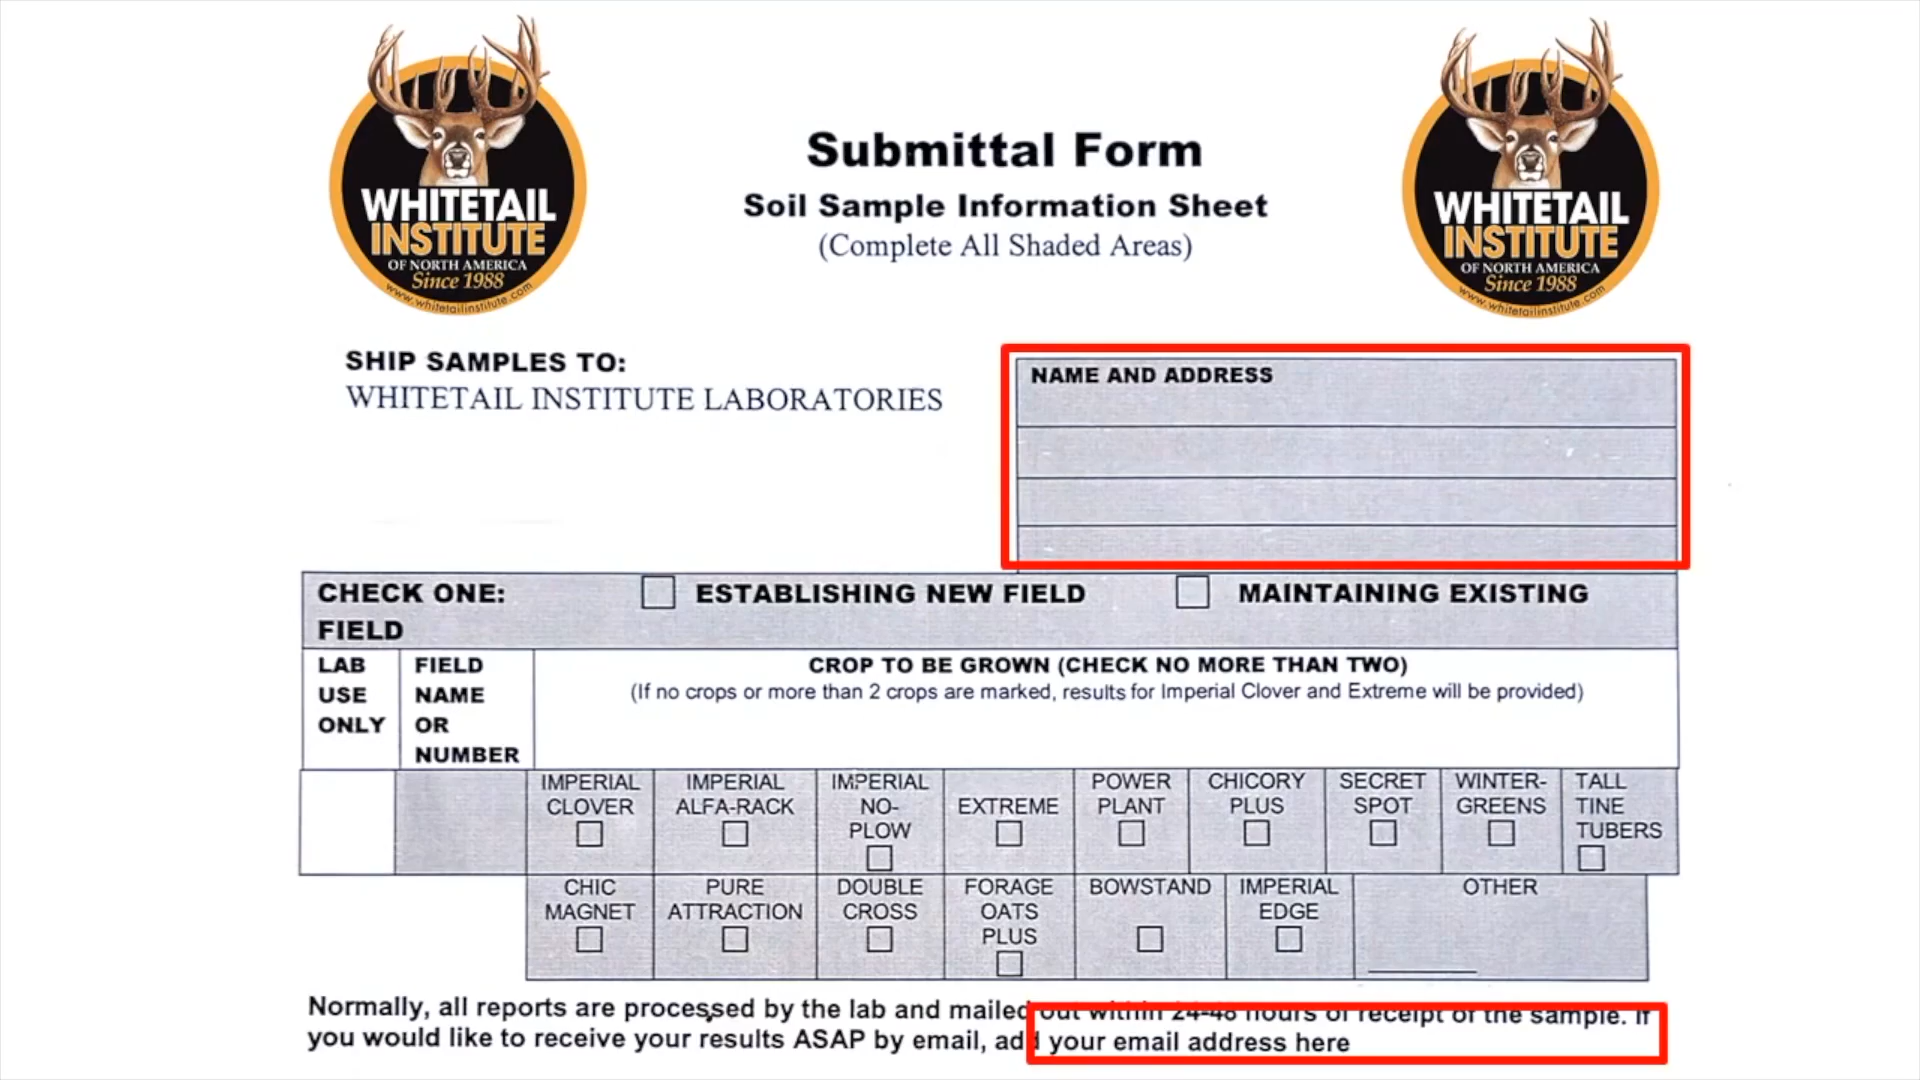 WHITETAIL
INSTITUTE
OF NORTH AMERICA
Since 1988
www.whitetailinstitute.com
Submittal Form
Soil Sample Information Sheet
(Complete All Shaded Areas)
WHITETAIL
INSTITUTE
OF NORTH AMERICA
Since 1988
www.whitetailinstitute.com
SHIP SAMPLES TO:
WHITETAIL INSTITUTE LABORATORIES
NAME AND ADDRESS
CHECK ONE: ESTABLISHING NEW FIELD MAINTAINING EXISTING
FIELD
LAB
USE
ONLY
FIELD
NAME
OR
NUMBER
CROP TO BE GROWN (CHECK NO MORE THAN TWO)
(If no crops or more than 2 crops are marked, results for Imperial Clover and Extreme will be provided)
IMPERIAL
CLOVER
IMPERIAL
ALFA-RACK
IMPERIAL
NO-
PLOW
EXTREME
POWER
PLANT
CHICORY
PLUS
SECRET
SPOT
WINTER-
GREENS
TALL
TINE
TUBERS
CHIC
MAGNET
PURE
ATTRACTION
DOUBLE
CROSS
FORAGE
OATS
PLUS
BOWSTAND
IMPERIAL
EDGE
OTHER
Normally, all reports are processed by the lab and mailed out within 24-48 hours of receipt of the sample. If
you would like to receive your results ASAP by email, add your email address here